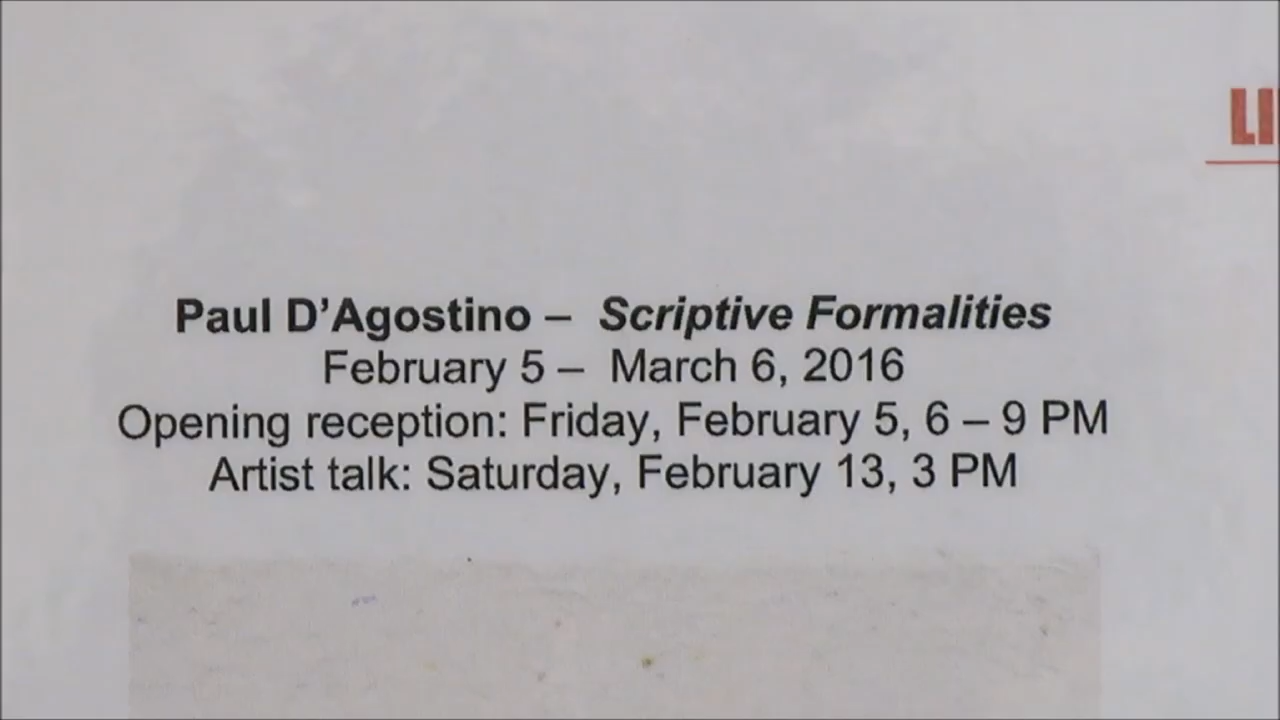 LI
Paul D'Agostino – Scriptive Formalities
February 5 – March 6, 2016
Opening reception: Friday, February 5, 6 – 9 PM
Artist talk: Saturday, February 13, 3 PM